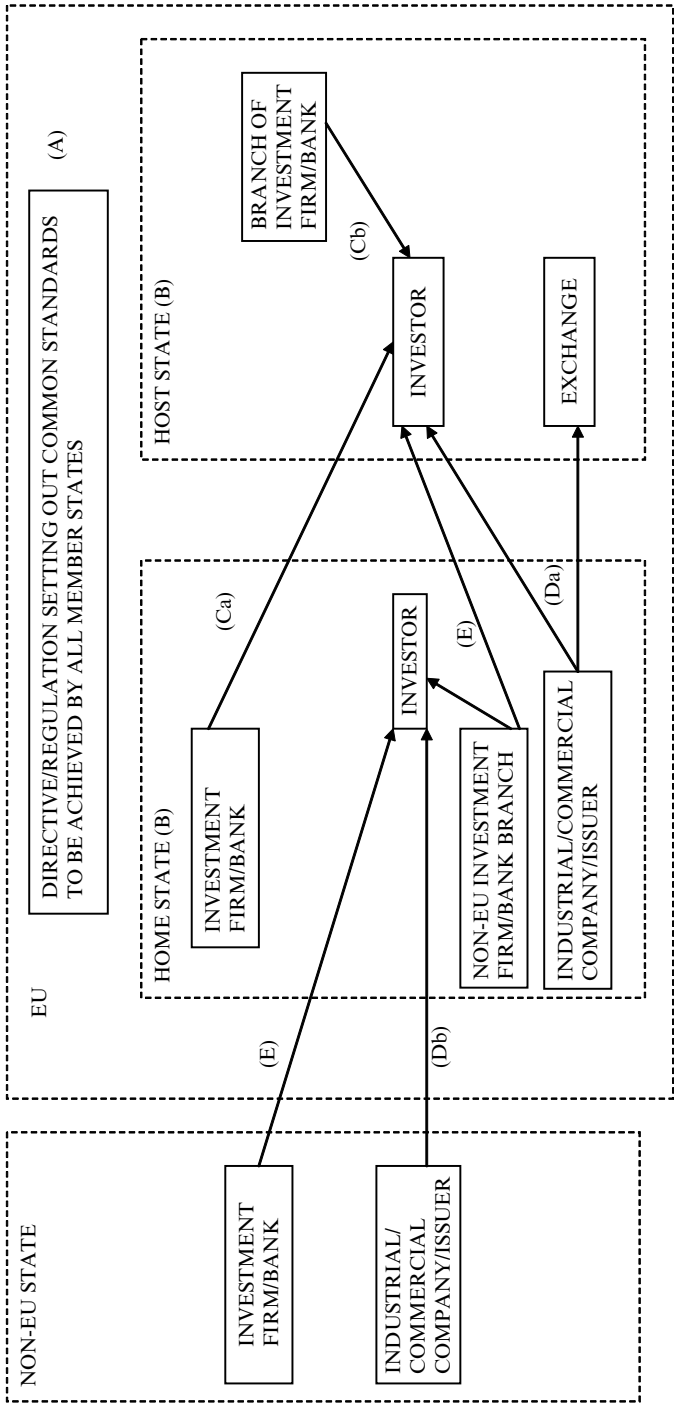 NON-EU STATE
INVESTMENT
FIRM/BANK
INDUSTRIAL/
COMMERCIAL
COMPANY/ISSUER
(E)
(Db)
EU
DIRECTIVE/REGULATION SETTING OUT COMMON STANDARDS
TO BE ACHIEVED BY ALL MEMBER STATES
(A)
HOME STATE (B)
INVESTMENT
FIRM/BANK
INVESTOR
NON-EU INVESTMENT
FIRM/BANK BRANCH
INDUSTRIAL/COMMERCIAL
COMPANY/ISSUER
(Ca)
(E)
(Da)
HOST STATE (B)
BRANCH OF
INVESTMENT
FIRM/BANK
(Cb)
INVESTOR
EXCHANGE